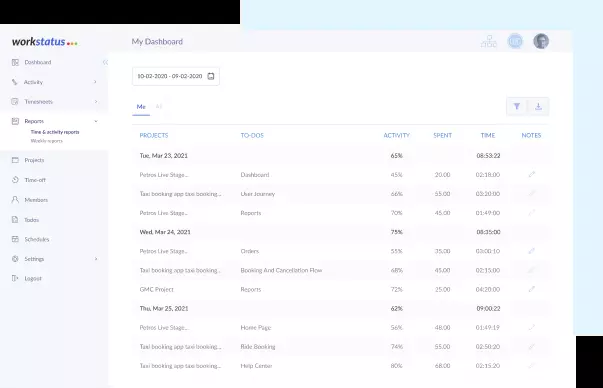 workstatus
My Dashboard
Dashboard
Activity
Timesheets
Reports
Time & activity reports
Weekly reports
Projects
Time-off
Members
Todos
Schedules
Settings
Logout
10-02-2020 - 09-02-2020
Me All
PROJECTS TO-DOS ACTIVITY SPENT TIME NOTES
Tue, Mar 23, 2021 65% 08:53:22
Petros Live Stage... Dashboard 45% 20.00 02:18:00
Taxi booking app taxi booking... User Journey 66% 55.00 03:20:00
Petros Live Stage... Reports 70% 45.00 01:49:00
Wed, Mar 24, 2021 75% 08:35:00
Petros Live Stage... Orders 55% 35.00 03:00:10
Taxi booking app taxi booking... Booking And Cancellation Flow 68% 45.00 02:15:00
GMC Project Reports 72% 25.00 04:20:00
Thu, Mar 25, 2021 62% 09:00:22
Petros Live Stage... Home Page 56% 48.00 01:49:19
Taxi booking app taxi booking... Ride Booking 74% 55.00 02:50:20
Taxi booking app taxi booking... Help Center 80% 68.00 02:15:20